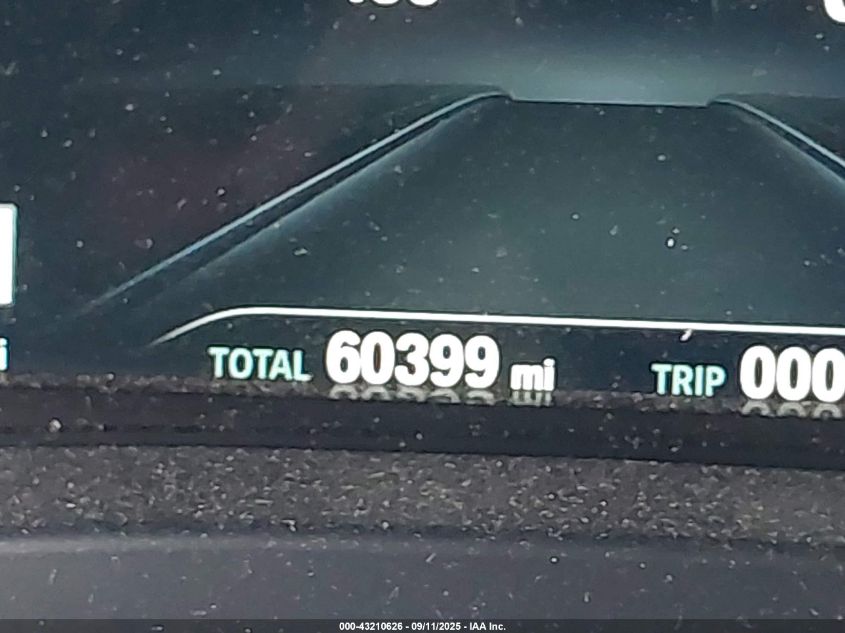 TOTAL 60399 mi TRIP 000
000-43210626 - 09/11/2025 - IAA Inc.